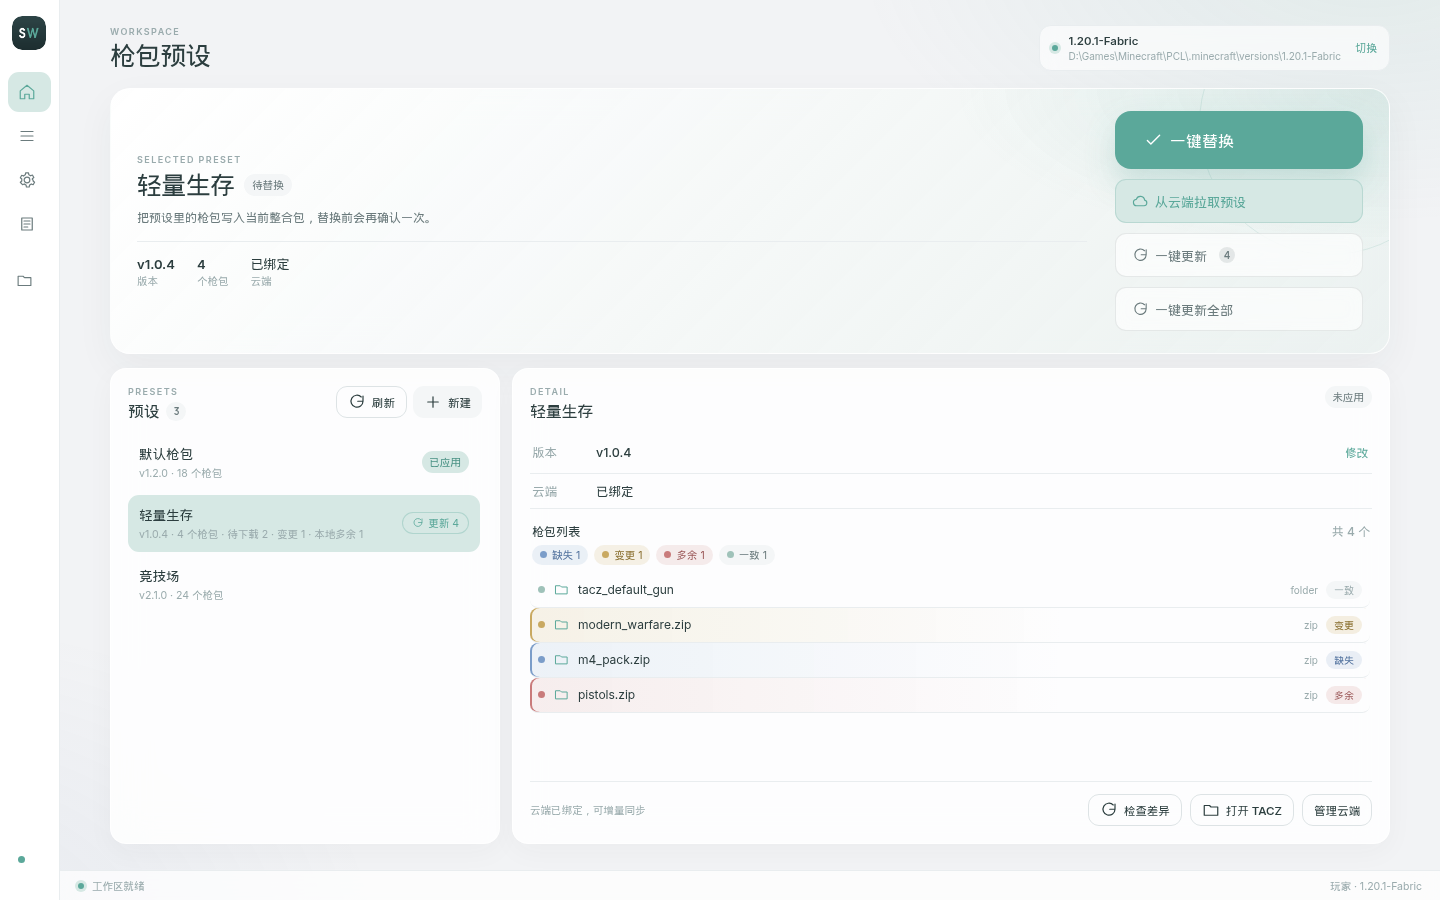 SW
WORKSPACE
枪包预设
1.20.1-Fabric
D:\Games\Minecraft\PCL\.minecraft\versions\1.20.1-Fabric
切换
SELECTED PRESET
轻量生存
待替换
把预设里的枪包写入当前整合包，替换前会再确认一次。
v1.0.4
版本
4
个枪包
已绑定
云端
一键替换
从云端拉取预设
一键更新 4
一键更新全部
PRESETS
预设 3
刷新
新建
默认枪包
v1.2.0 · 18 个枪包
已应用
轻量生存
v1.0.4 · 4 个枪包 · 待下载 2 · 变更 1 · 本地多余 1
更新 4
竞技场
v2.1.0 · 24 个枪包
DETAIL
轻量生存
未应用
版本 v1.0.4 修改
云端 已绑定
枪包列表 共 4 个
缺失 1 变更 1 多余 1 一致 1
tacz_default_gun folder 一致
modern_warfare.zip zip 变更
m4_pack.zip zip 缺失
pistols.zip zip 多余
云端已绑定，可增量同步
检查差异
打开 TACZ
管理云端
工作区就绪
玩家 · 1.20.1-Fabric